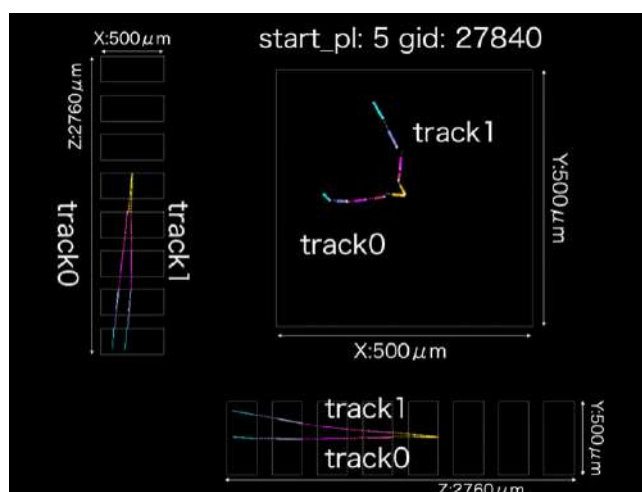 X:500μm
start_pl: 5 gid: 27840
Z:2760μm
track1
track0
track1
track0
Y:500μm
X:500μm
track1
track0
Y:500μm
Z:2760μm